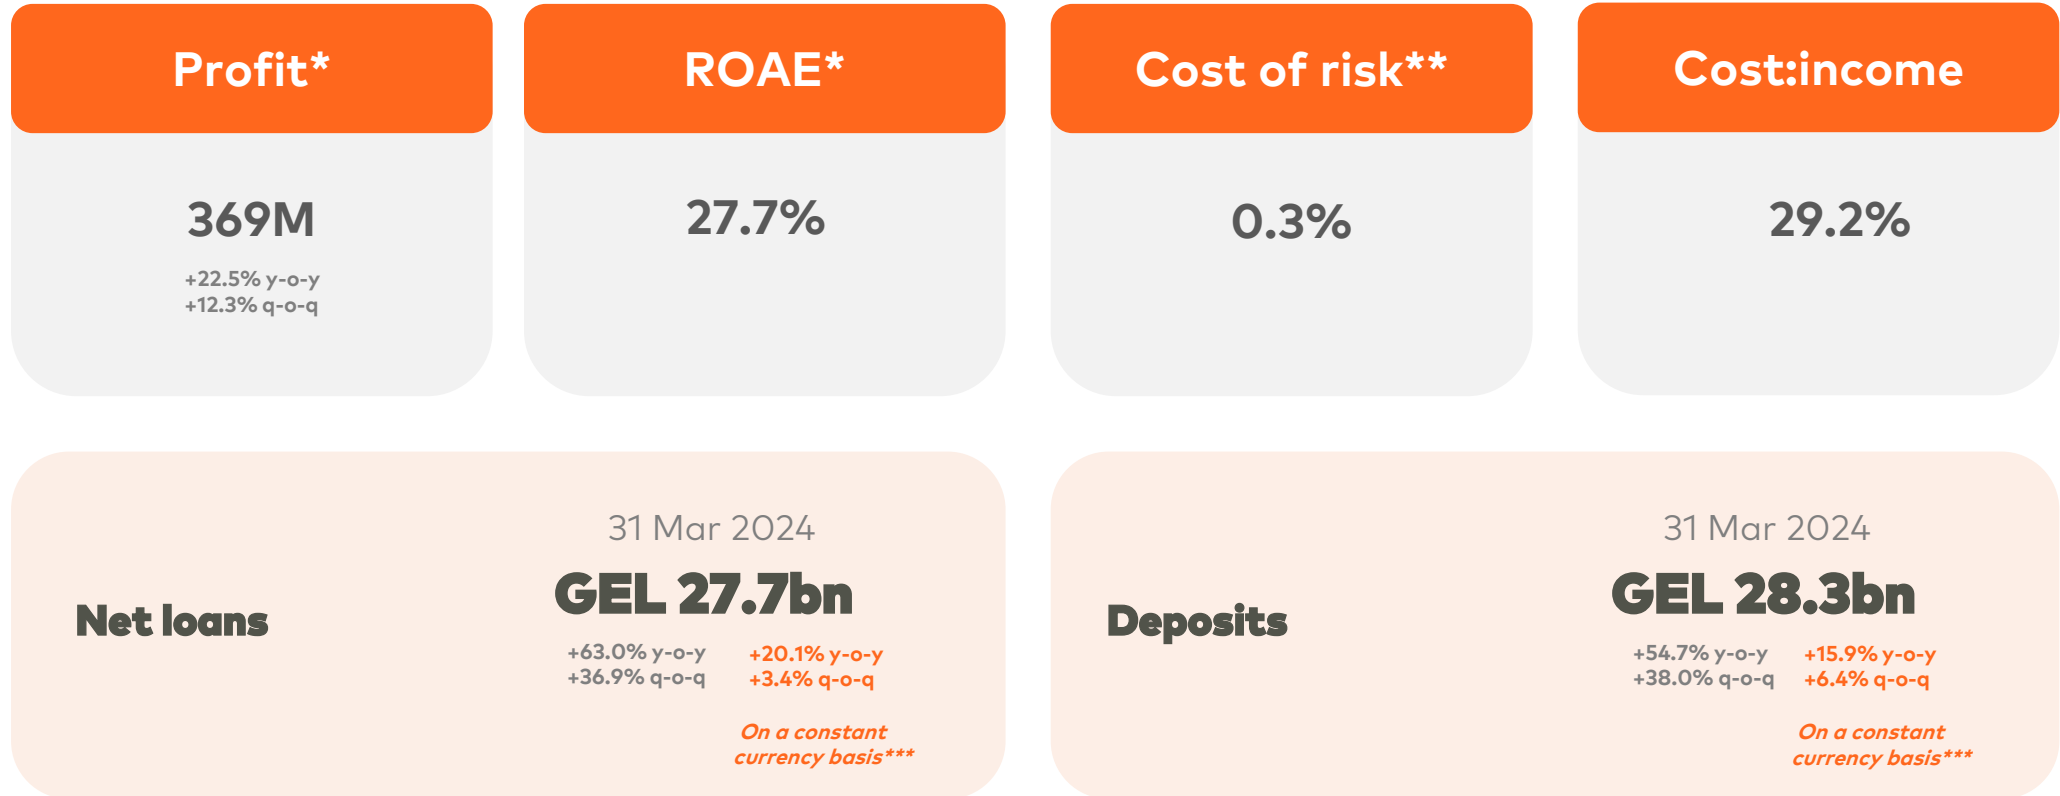 Profit*
369M
+22.5% y-o-y
+12.3% q-o-q
ROAE*
27.7%
Cost of risk**
0.3%
Cost:income
29.2%
Net loans
31 Mar 2024
GEL 27.7bn
+63.0% y-o-y
+36.9% q-o-q
+20.1% y-o-y
+3.4% q-o-q
On a constant
currency basis***
Deposits
31 Mar 2024
GEL 28.3bn
+54.7% y-o-y
+38.0% q-o-q
+15.9% y-o-y
+6.4% q-o-q
On a constant
currency basis***